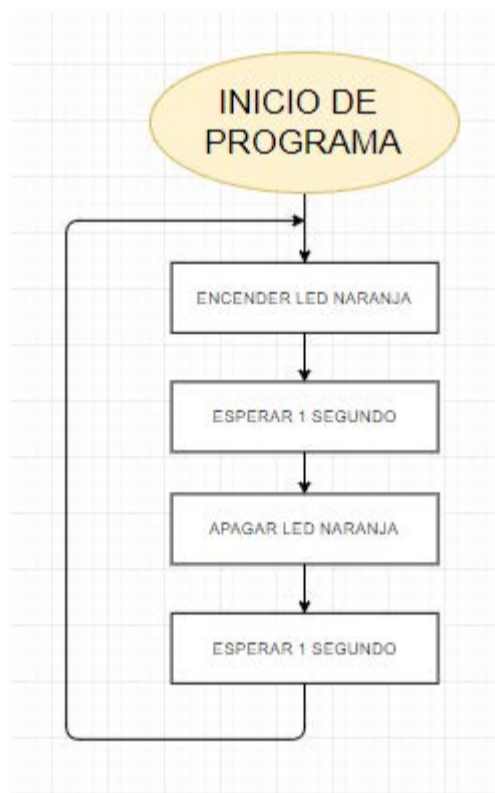 INICIO DE
PROGRAMA
ENCENDER LED NARANJA
ESPERAR 1 SEGUNDO
APAGAR LED NARANJA
ESPERAR 1 SEGUNDO